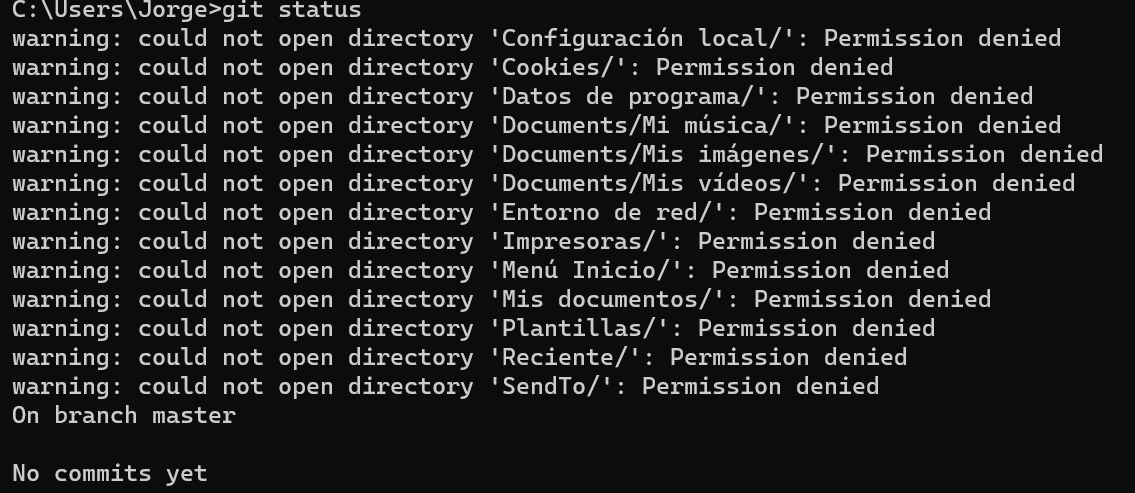 C:\Users\Jorge>git status
warning: could not open directory 'Configuración local/': Permission denied
warning: could not open directory 'Cookies/': Permission denied
warning: could not open directory 'Datos de programa/': Permission denied
warning: could not open directory 'Documents/Mi música/': Permission denied
warning: could not open directory 'Documents/Mis imágenes/': Permission denied
warning: could not open directory 'Documents/Mis vídeos/': Permission denied
warning: could not open directory 'Entorno de red/': Permission denied
warning: could not open directory 'Impresoras/': Permission denied
warning: could not open directory 'Menú Inicio/': Permission denied
warning: could not open directory 'Mis documentos/': Permission denied
warning: could not open directory 'Plantillas/': Permission denied
warning: could not open directory 'Reciente/': Permission denied
warning: could not open directory 'SendTo/': Permission denied
On branch master
No commits yet